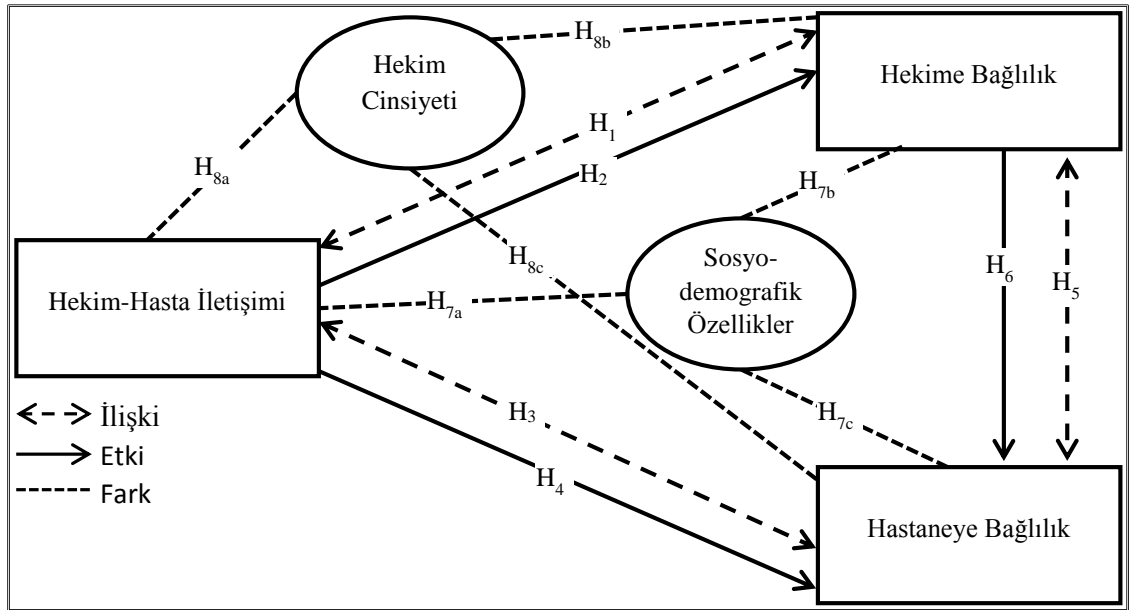 H8b
Hekim
Cinsiyeti
Hekime Bağlılık
H1
H2
H8a
H7b
H8c
Sosyo-
demografik
Özellikler
H6
H5
Hekim-Hasta İletişimi
H7a
H3
H7c
İlişki
Etki
Fark
H4
Hastaneye Bağlılık